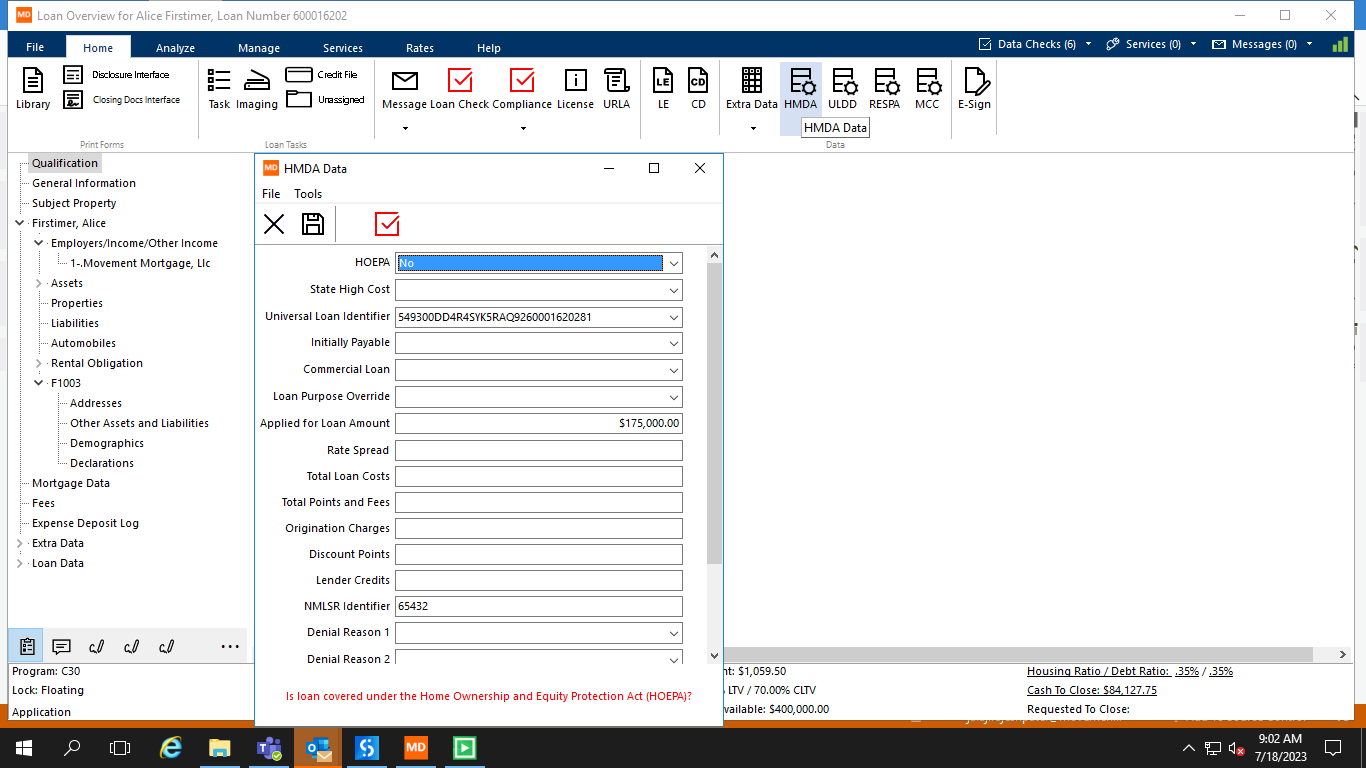 MD Loan Overview for Alice Firstimer, Loan Number 600016202
File Home Analyze Manage Services Rates Help Data Checks (6) Services (0) Messages (0)
Disclosure Interface Credit File
Closing Docs Interface Unassigned
Library Task Imaging Message Loan Check Compliance License URLA LE CD Extra Data HMDA ULDD RESPA MCC E-Sign
HMDA Data
Print Forms Loan Tasks Data
Qualification
General Information
Subject Property
Firstimer, Alice
Employers/Income/Other Income
1-.Movement Mortgage, Llc
Assets
Properties
Liabilities
Automobiles
Rental Obligation
F1003
Addresses
Other Assets and Liabilities
Demographics
Declarations
Mortgage Data
Fees
Expense Deposit Log
Extra Data
Loan Data
MD HMDA Data
File Tools
HOEPA No
State High Cost
Universal Loan Identifier 549300DD4R4SYK5RAQ9260001620281
Initially Payable
Commercial Loan
Loan Purpose Override
Applied for Loan Amount $175,000.00
Rate Spread
Total Loan Costs
Total Points and Fees
Origination Charges
Discount Points
Lender Credits
NMLSR Identifier 65432
Denial Reason 1
Denial Reason 2
Is loan covered under the Home Ownership and Equity Protection Act (HOEPA)?
Program: C30 nt: $1,059.50 Housing Ratio / Debt Ratio: .35% / .35%
Lock: Floating LTV / 70.00% CLTV Cash To Close: $84,127.75
Application vailable: $400,000.00 Requested To Close:
MD
9:02 AM
7/18/2023